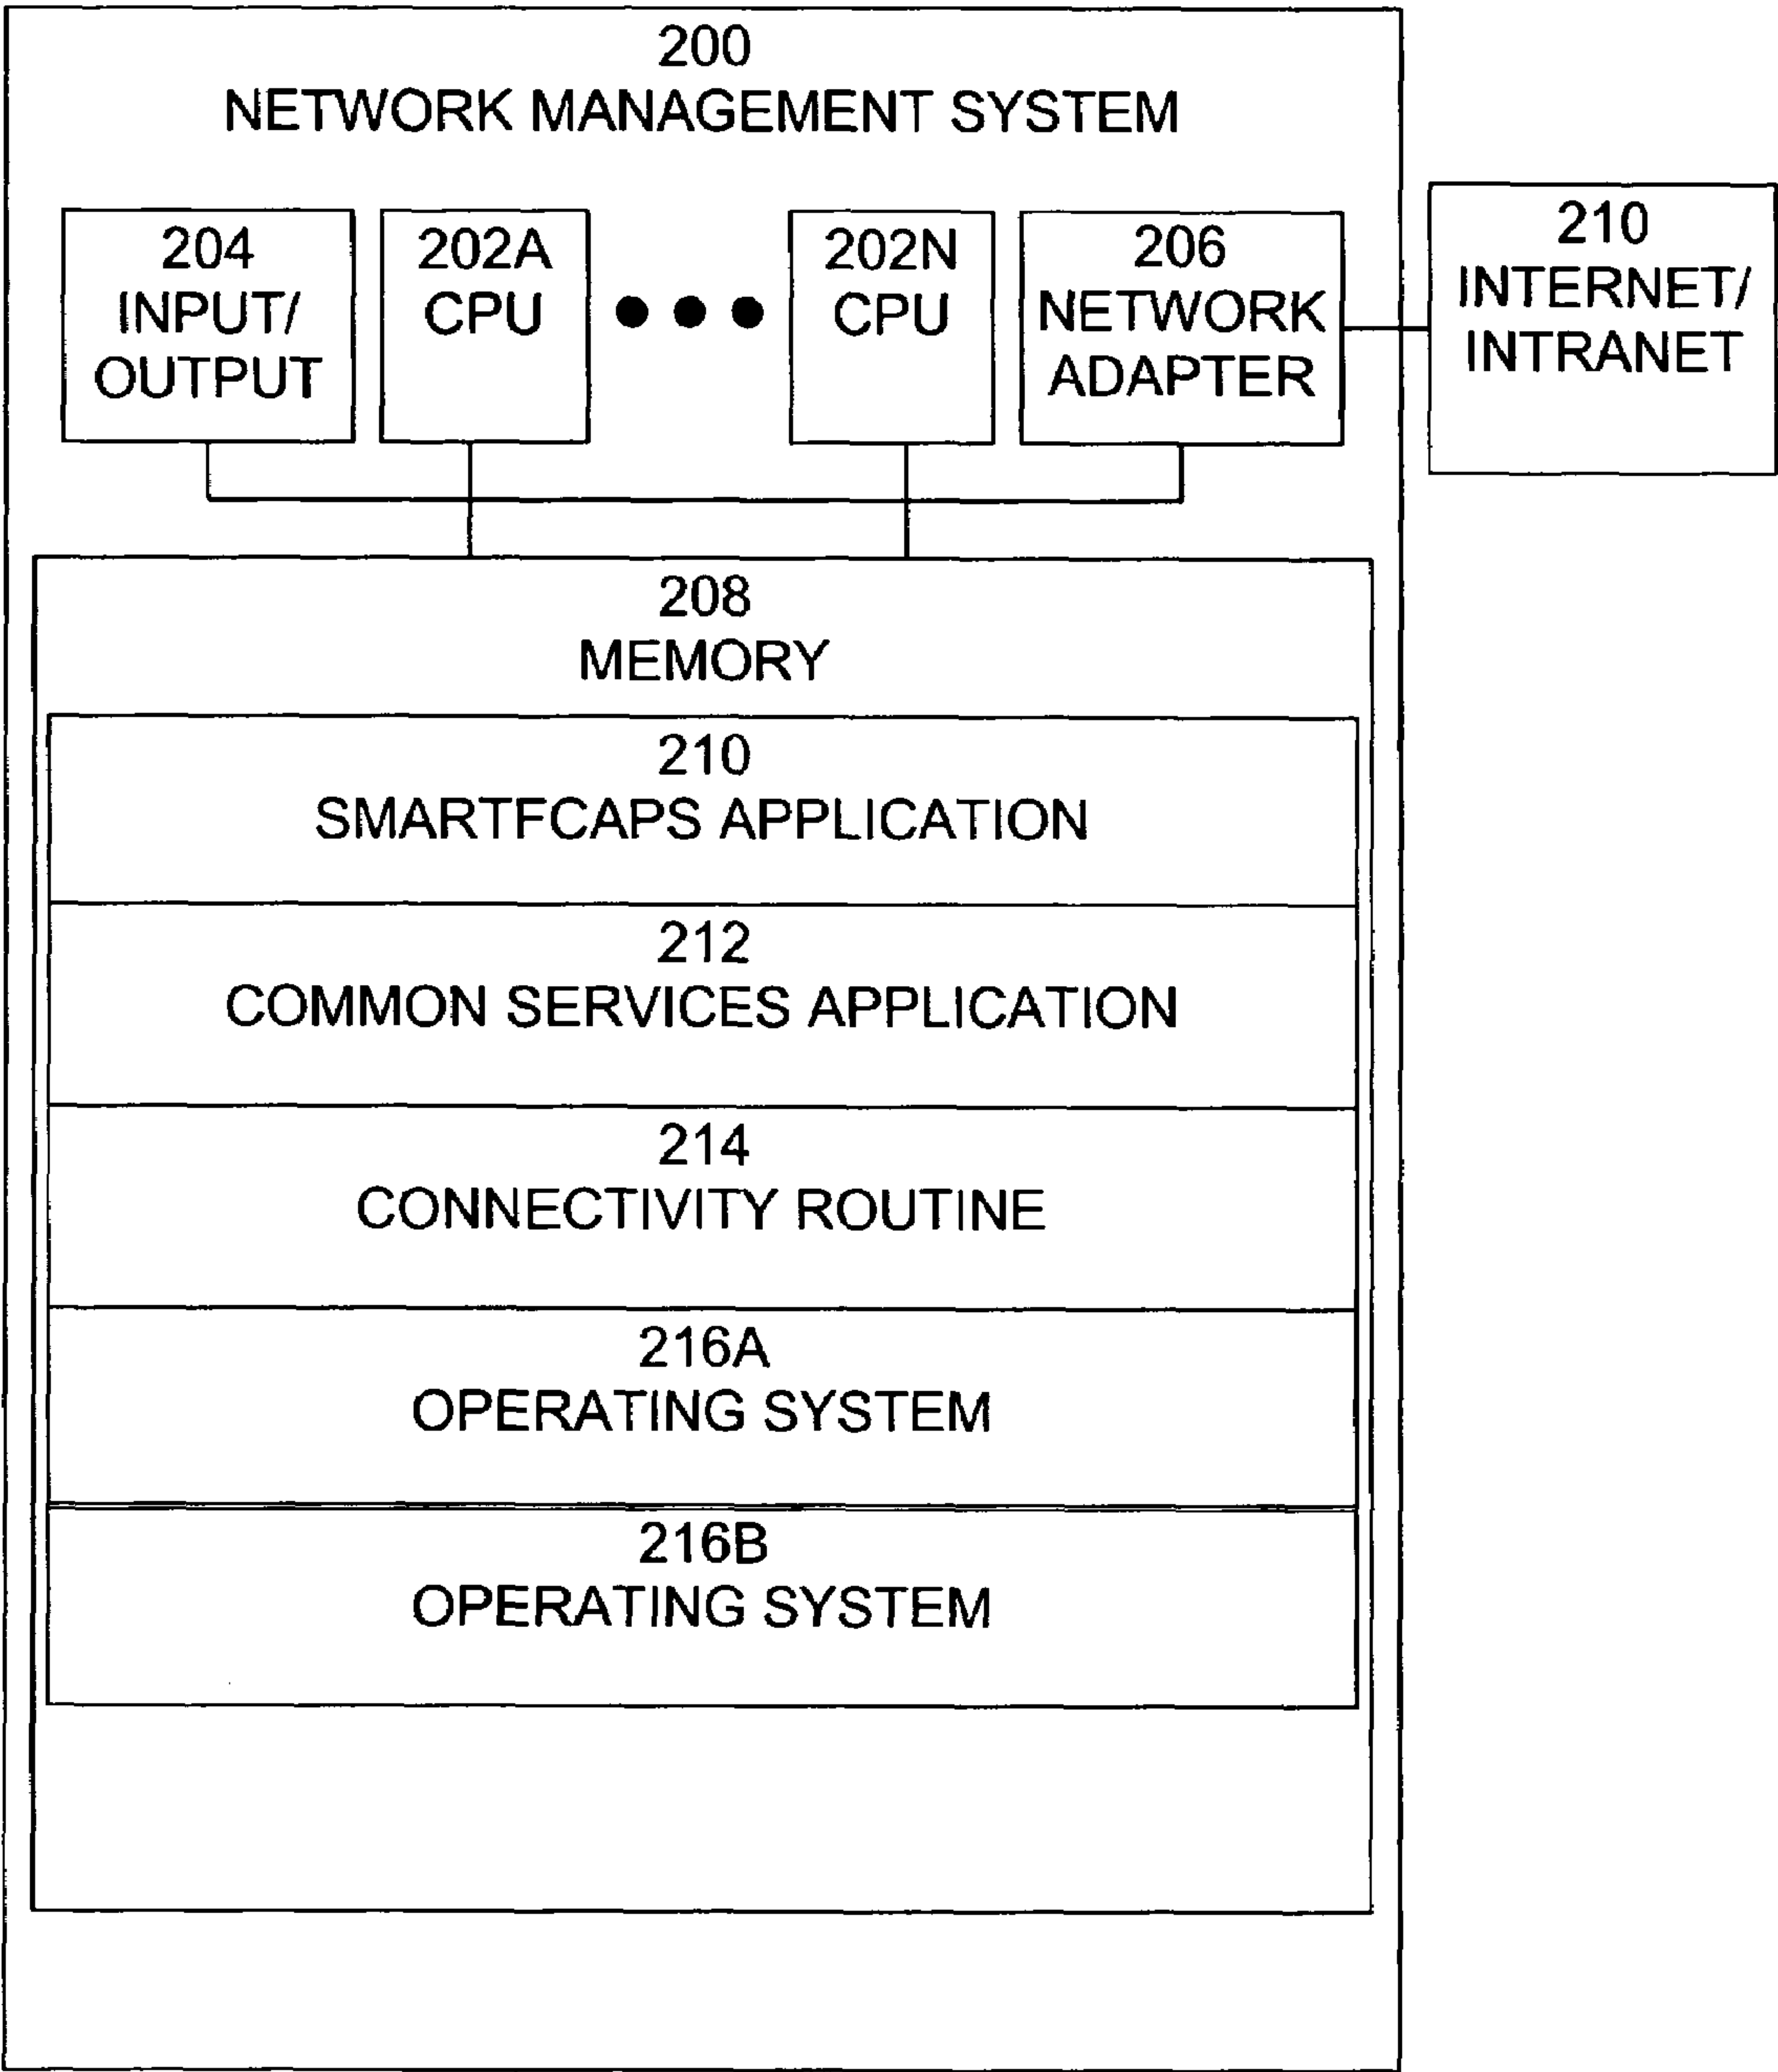 200
NETWORK MANAGEMENT SYSTEM
204
INPUT/
OUTPUT
202A
CPU
202N
CPU
206
NETWORK
ADAPTER
210
INTERNET/
INTRANET
208
MEMORY
210
SMARTFCAPS APPLICATION
212
COMMON SERVICES APPLICATION
214
CONNECTIVITY ROUTINE
216A
OPERATING SYSTEM
216B
OPERATING SYSTEM